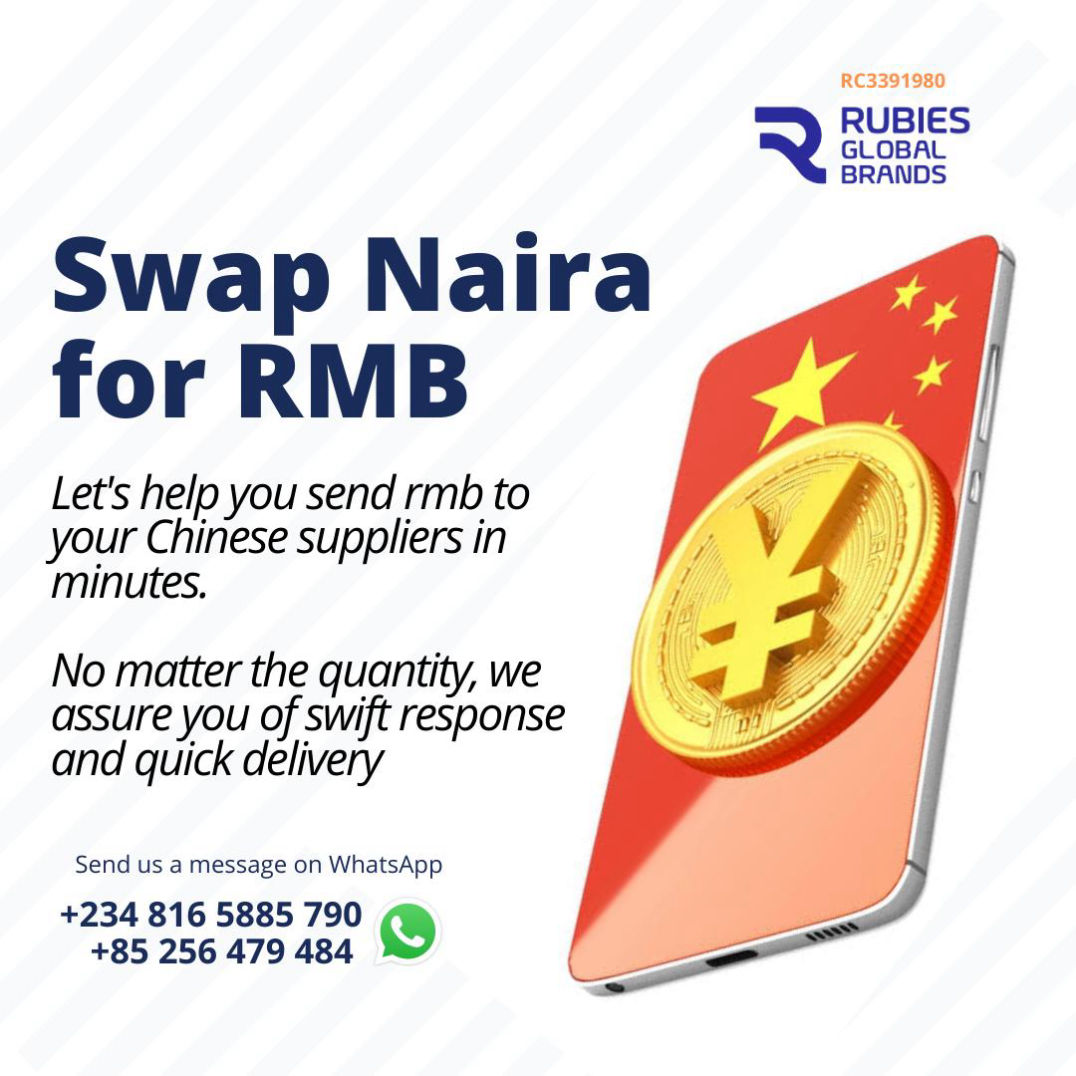 RC3391980
RUBIES
GLOBAL
BRANDS
Swap Naira
for RMB
Let's help you send rmb to
your Chinese suppliers in
minutes.
No matter the quantity, we
assure you of swift response
and quick delivery
Send us a message on WhatsApp
+234 816 5885 790
+85 256 479 484